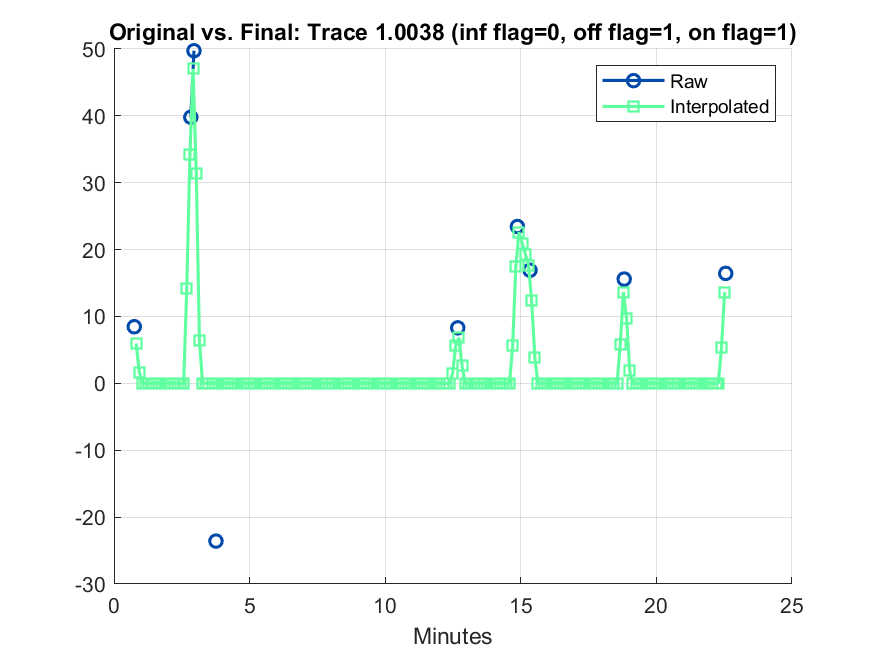 Original vs. Final: Trace 1.0038 (inf flag=0, off flag=1, on flag=1)
50
40
30
20
10
0
-10
-20
-30
0 5 10 15 20 25
Minutes
Raw
Interpolated